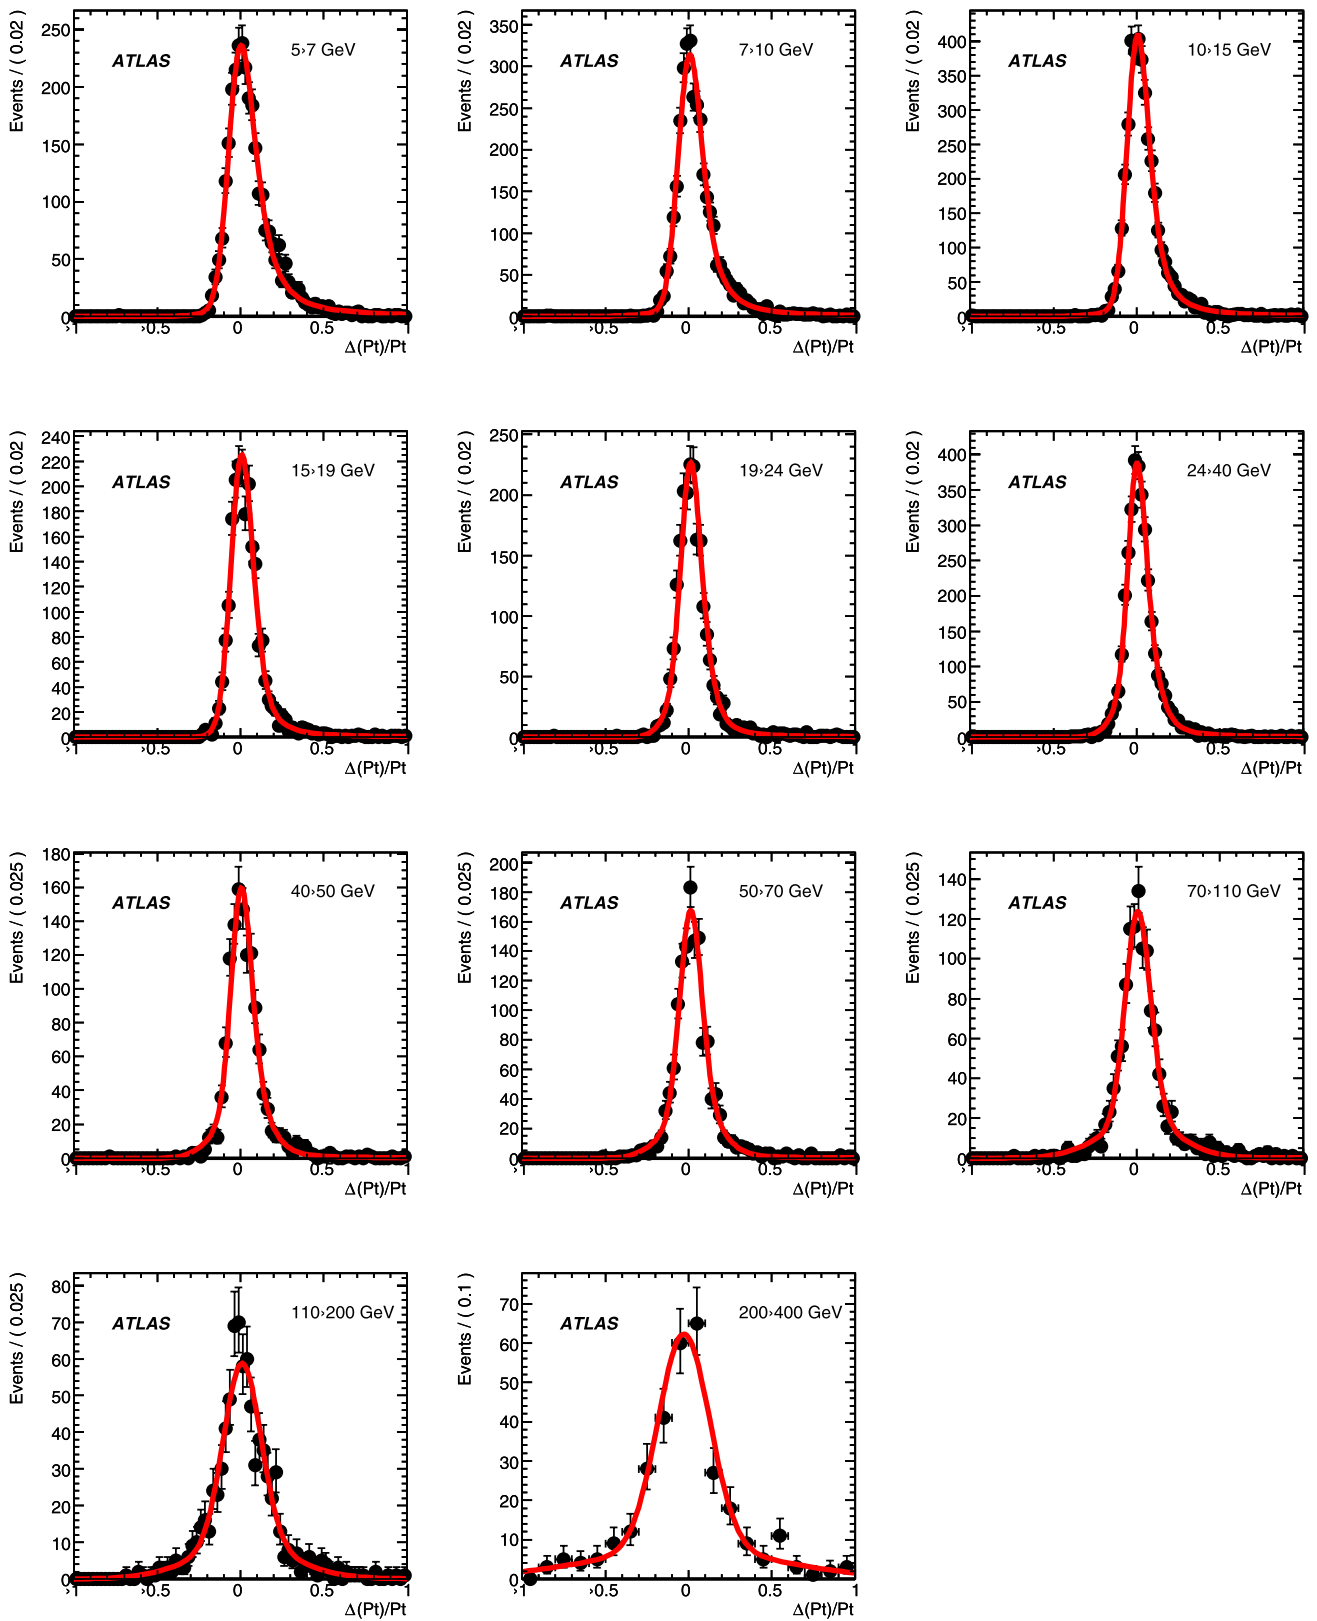 Events / ( 0.02 )
ATLAS
5›7 GeV
250
200
150
100
50
0
›1 ›0.5 0 0.5 1
Δ(Pt)/Pt
Events / ( 0.02 )
ATLAS
7›10 GeV
350
300
250
200
150
100
50
0
›1 ›0.5 0 0.5 1
Δ(Pt)/Pt
Events / ( 0.02 )
ATLAS
10›15 GeV
400
350
300
250
200
150
100
50
0
›1 ›0.5 0 0.5 1
Δ(Pt)/Pt
Events / ( 0.02 )
ATLAS
15›19 GeV
240
220
200
180
160
140
120
100
80
60
40
20
0
›1 ›0.5 0 0.5 1
Δ(Pt)/Pt
Events / ( 0.02 )
ATLAS
19›24 GeV
250
200
150
100
50
0
›1 ›0.5 0 0.5 1
Δ(Pt)/Pt
Events / ( 0.02 )
ATLAS
24›40 GeV
400
350
300
250
200
150
100
50
0
›1 ›0.5 0 0.5 1
Δ(Pt)/Pt
Events / ( 0.025 )
ATLAS
40›50 GeV
180
160
140
120
100
80
60
40
20
0
›1 ›0.5 0 0.5 1
Δ(Pt)/Pt
Events / ( 0.025 )
ATLAS
50›70 GeV
200
180
160
140
120
100
80
60
40
20
0
›1 ›0.5 0 0.5 1
Δ(Pt)/Pt
Events / ( 0.025 )
ATLAS
70›110 GeV
140
120
100
80
60
40
20
0
›1 ›0.5 0 0.5 1
Δ(Pt)/Pt
Events / ( 0.025 )
ATLAS
110›200 GeV
80
70
60
50
40
30
20
10
0
›1 ›0.5 0 0.5 1
Δ(Pt)/Pt
Events / ( 0.1 )
ATLAS
200›400 GeV
70
60
50
40
30
20
10
0
›1 ›0.5 0 0.5 1
Δ(Pt)/Pt